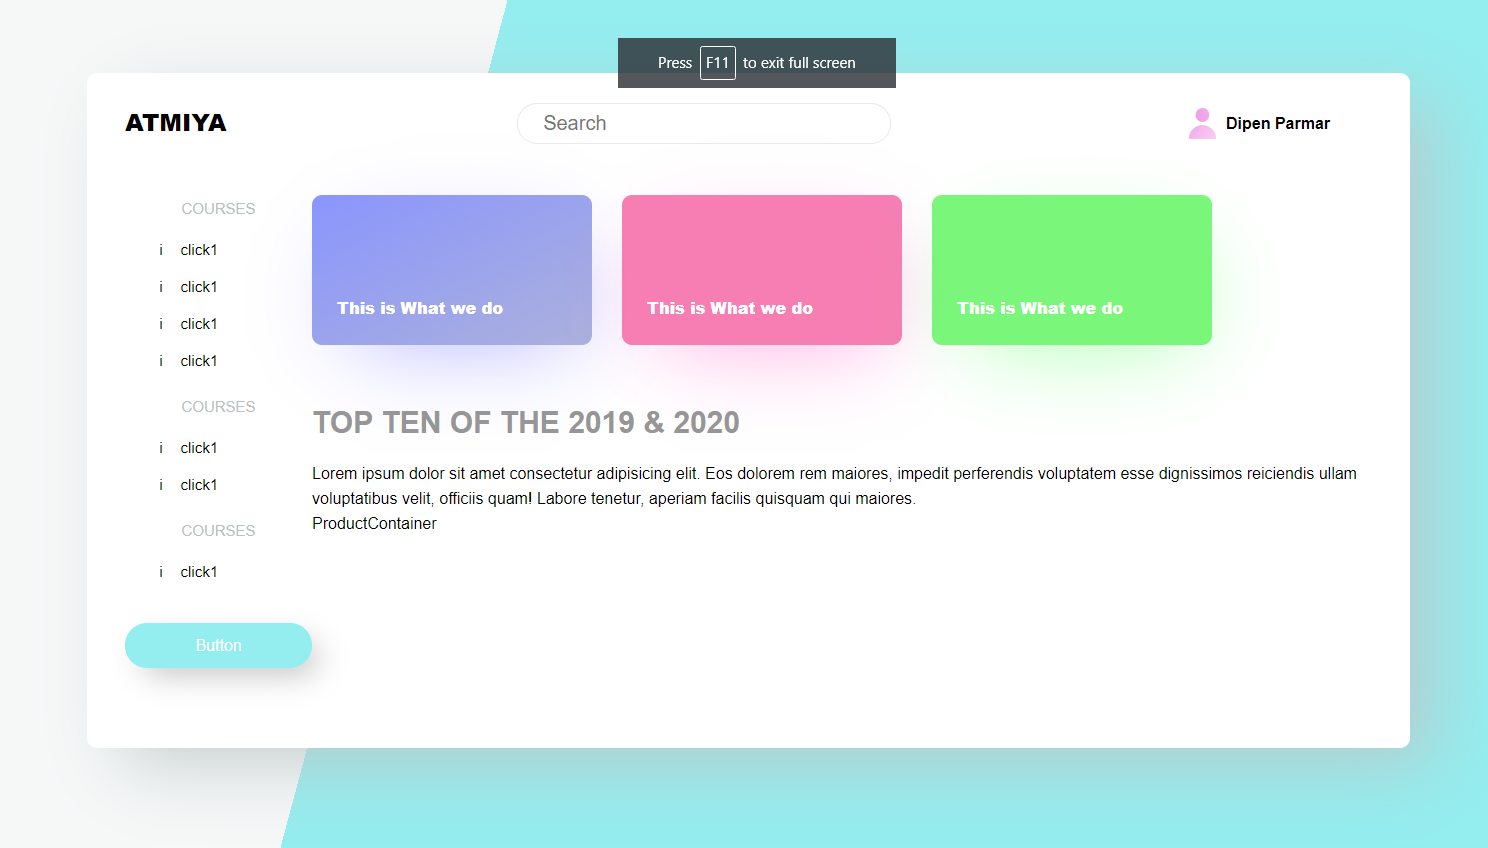 Press F11 to exit full screen
ATMIYA
Search
Dipen Parmar
COURSES
i click1
i click1
i click1
i click1
COURSES
i click1
i click1
COURSES
i click1
Button
This is What we do
This is What we do
This is What we do
TOP TEN OF THE 2019 & 2020
Lorem ipsum dolor sit amet consectetur adipisicing elit. Eos dolorem rem maiores, impedit perferendis voluptatem esse dignissimos reiciendis ullam
voluptatibus velit, officiis quam! Labore tenetur, aperiam facilis quisquam qui maiores.
ProductContainer